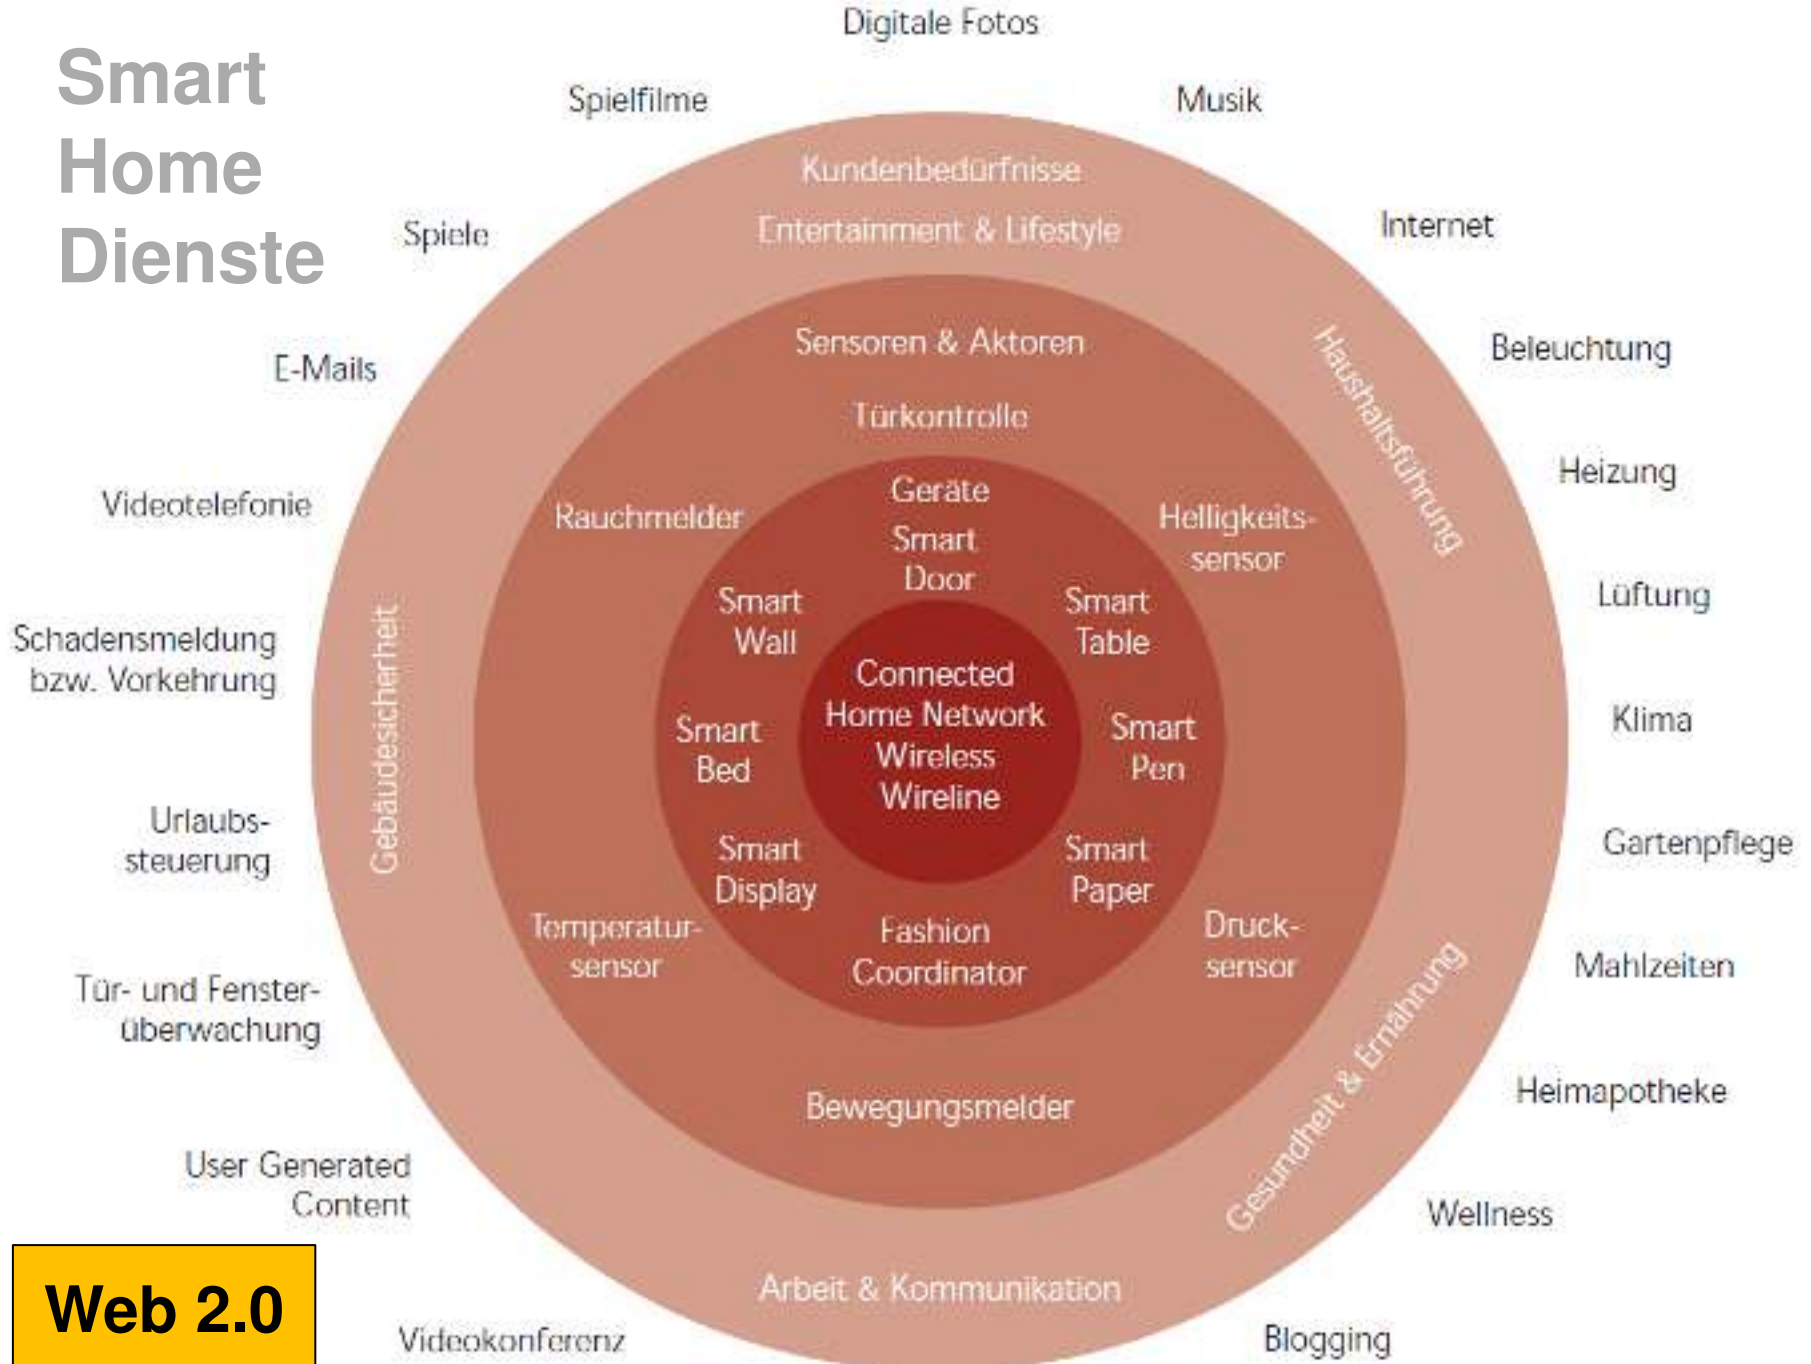 Smart
Home
Dienste
Digitale Fotos
Spielfilme
Musik
Spiele
Internet
E-Mails
Beleuchtung
Videotelefonie
Heizung
Schadensmeldung
bzw. Vorkehrung
Lüftung
Klima
Urlaubs-
steuerung
Gartenpflege
Tür- und Fenster-
überwachung
Mahlzeiten
Heimapotheke
User Generated
Content
Wellness
Videokonferenz
Blogging
Kundenbedürfnisse
Entertainment & Lifestyle
Haushaltsführung
Gebäudesicherheit
Gesundheit & Ernährung
Arbeit & Kommunikation
Sensoren & Aktoren
Türkontrolle
Rauchmelder
Helligkeits-
sensor
Temperatur-
sensor
Druck-
sensor
Bewegungsmelder
Geräte
Smart
Door
Smart
Wall
Smart
Table
Smart
Bed
Smart
Pen
Smart
Display
Smart
Paper
Fashion
Coordinator
Connected
Home Network
Wireless
Wireline
Web 2.0